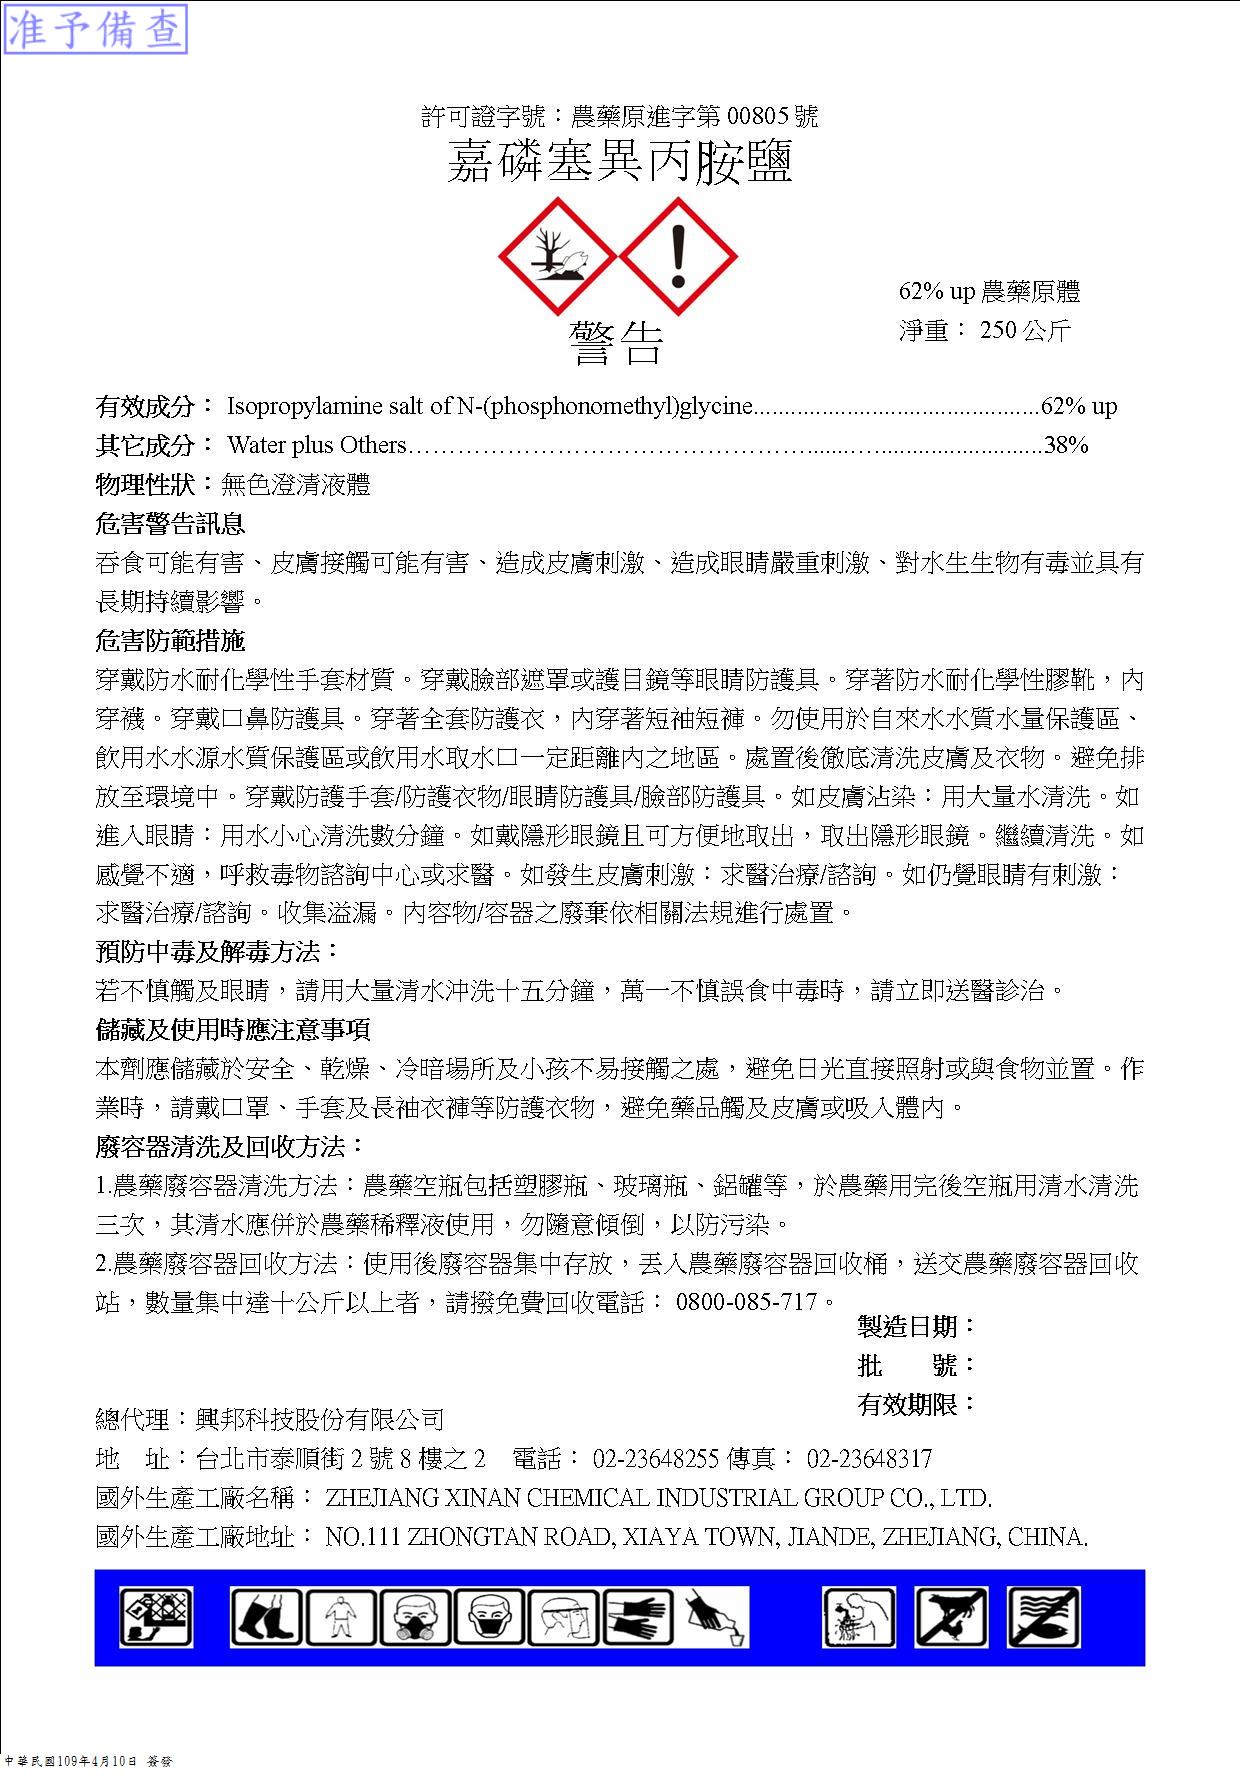 准予備查
許可證字號：農藥原進字第 00805 號
嘉磷塞異丙胺鹽
62% up 農藥原體
淨重： 250 公斤
警告
有效成分： Isopropylamine salt of N-(phosphonomethyl)glycine..............................................62% up
其它成分： Water plus Others……………………………………….......…...........................38%
物理性狀：無色澄清液體
危害警告訊息
吞食可能有害、皮膚接觸可能有害、造成皮膚刺激、造成眼睛嚴重刺激、對水生生物有毒並具有
長期持續影響。
危害防範措施
穿戴防水耐化學性手套材質。穿戴臉部遮罩或護目鏡等眼睛防護具。穿著防水耐化學性膠靴，內
穿襪。穿戴口鼻防護具。穿著全套防護衣，內穿著短袖短褲。勿使用於自來水水質水量保護區、
飲用水水源水質保護區或飲用水取水口一定距離內之地區。處置後徹底清洗皮膚及衣物。避免排
放至環境中。穿戴防護手套/防護衣物/眼睛防護具/臉部防護具。如皮膚沾染：用大量水清洗。如
進入眼睛：用水小心清洗數分鐘。如戴隱形眼鏡且可方便地取出，取出隱形眼鏡。繼續清洗。如
感覺不適，呼救毒物諮詢中心或求醫。如發生皮膚刺激：求醫治療/諮詢。如仍覺眼睛有刺激：
求醫治療/諮詢。收集溢漏。內容物/容器之廢棄依相關法規進行處置。
預防中毒及解毒方法：
若不慎觸及眼睛，請用大量清水沖洗十五分鐘，萬一不慎誤食中毒時，請立即送醫診治。
儲藏及使用時應注意事項
本劑應儲藏於安全、乾燥、冷暗場所及小孩不易接觸之處，避免日光直接照射或與食物並置。作
業時，請戴口罩、手套及長袖衣褲等防護衣物，避免藥品觸及皮膚或吸入體內。
廢容器清洗及回收方法：
1.農藥廢容器清洗方法：農藥空瓶包括塑膠瓶、玻璃瓶、鋁罐等，於農藥用完後空瓶用清水清洗
三次，其清水應併於農藥稀釋液使用，勿隨意傾倒，以防污染。
2.農藥廢容器回收方法：使用後廢容器集中存放，丟入農藥廢容器回收桶，送交農藥廢容器回收
站，數量集中達十公斤以上者，請撥免費回收電話： 0800-085-717。
製造日期：
批　　號：
有效期限：
總代理：興邦科技股份有限公司
地　址：台北市泰順街 2 號 8 樓之 2　電話： 02-23648255 傳真： 02-23648317
國外生產工廠名稱： ZHEJIANG XINAN CHEMICAL INDUSTRIAL GROUP CO., LTD.
國外生產工廠地址： NO.111 ZHONGTAN ROAD, XIAYA TOWN, JIANDE, ZHEJIANG, CHINA.
中華民國109年4月10日 簽發